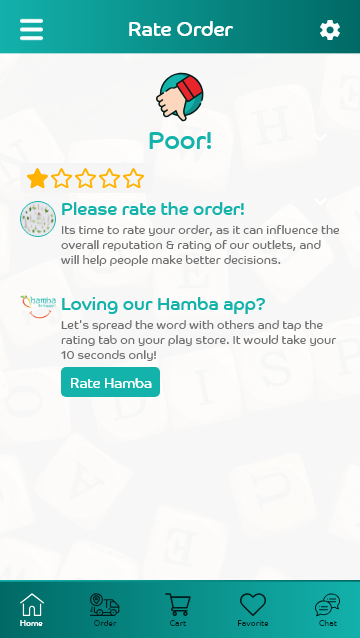 Rate Order
Poor!
Please rate the order!
Its time to rate your order, as it can influence the
overall reputation & rating of our outlets, and
will help people make better decisions.
hamba
Loving our Hamba app?
Let's spread the word with others and tap the
rating tab on your play store. It would take your
10 seconds only!
Rate Hamba
Home
Order
Cart
Favorite
Chat